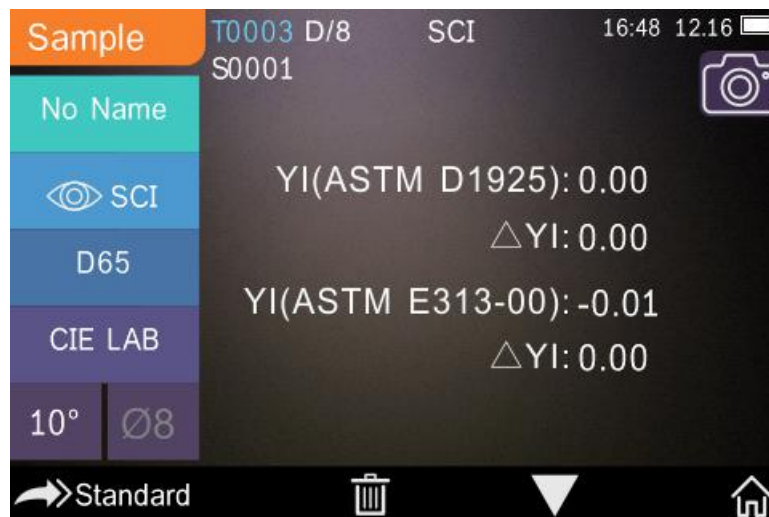 Sample
T0003 D/8 SCI 16:48 12.16
S0001
No Name
SCI
D65
CIE LAB
10° Ø8
YI(ASTM D1925): 0.00
△YI: 0.00
YI(ASTM E313-00): -0.01
△YI: 0.00
Standard